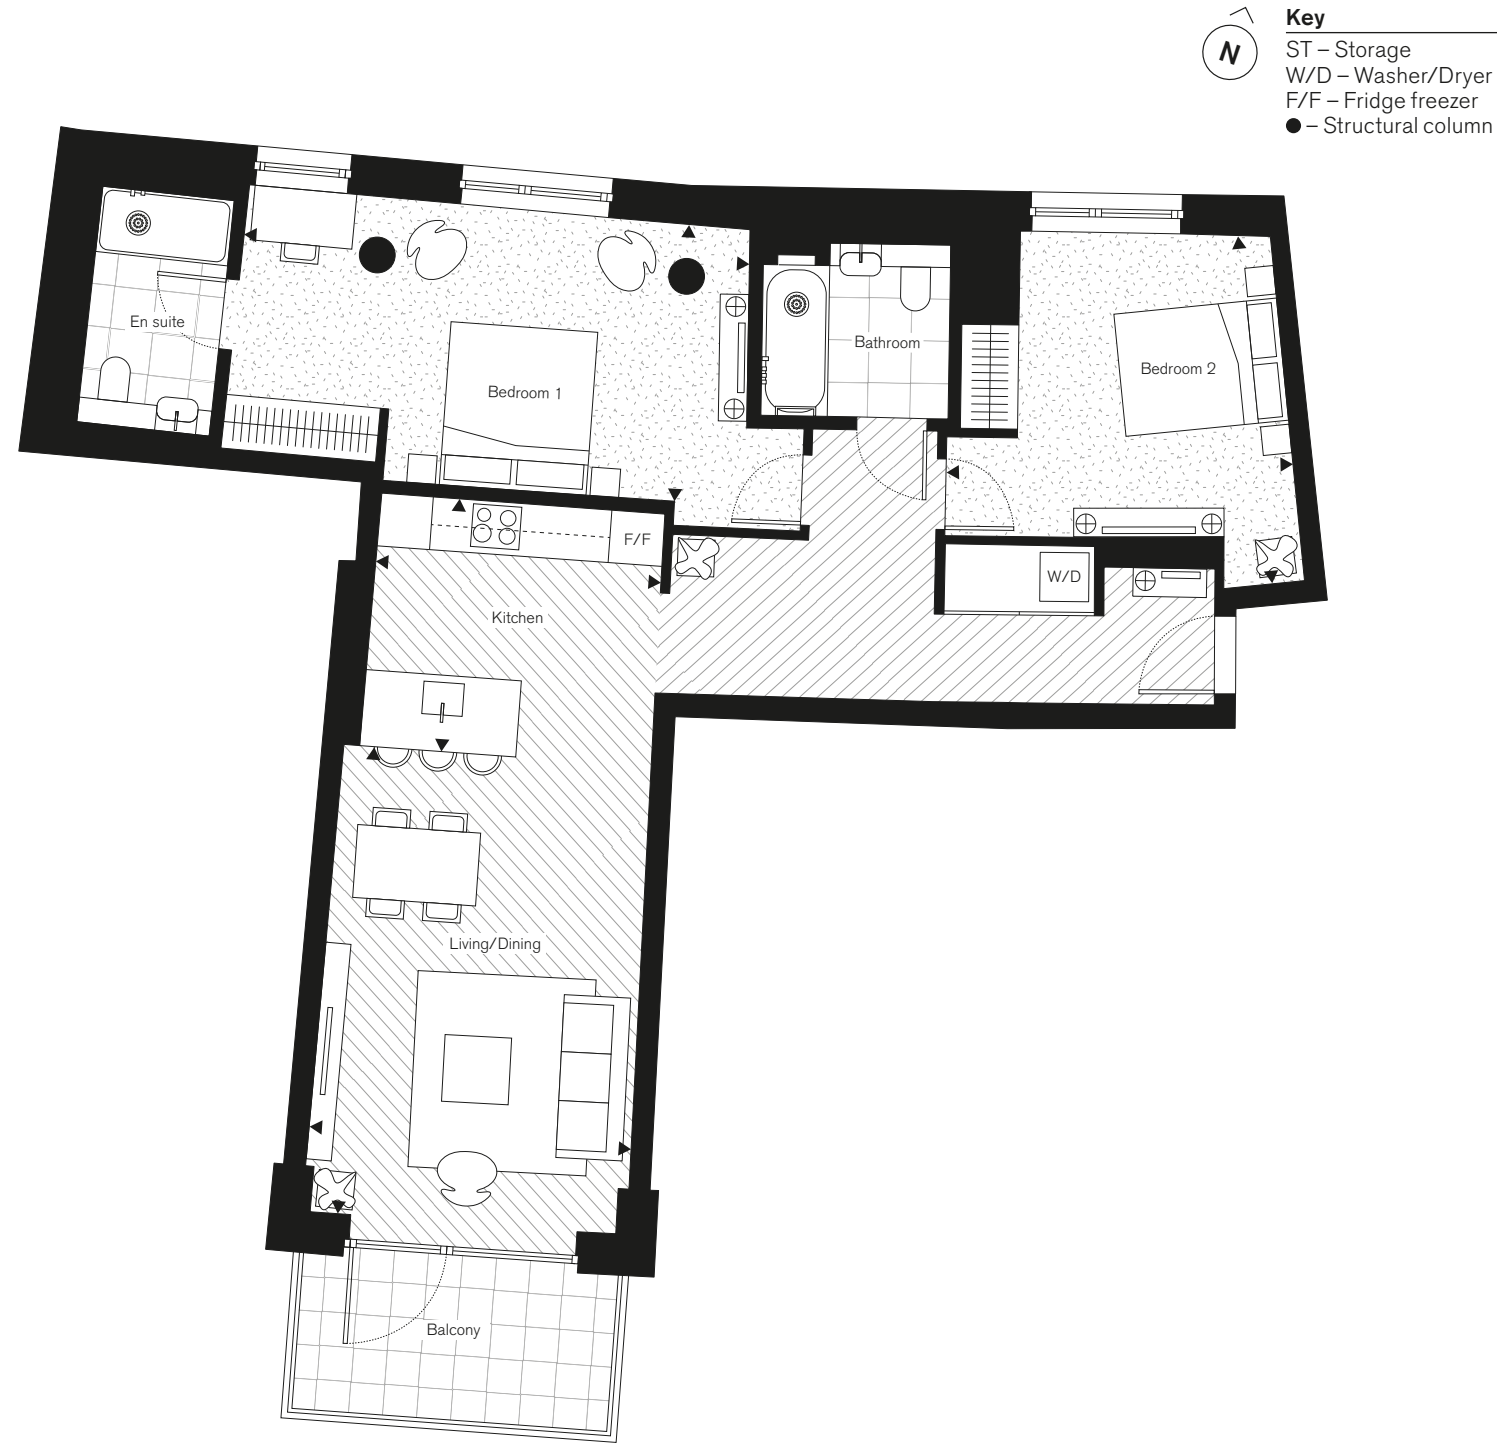 N
Key
ST – Storage
W/D – Washer/Dryer
F/F – Fridge freezer
● – Structural column
En suite
Bathroom
Bedroom 2
Bedroom 1
F/F
W/D
Kitchen
Living/Dining
Balcony